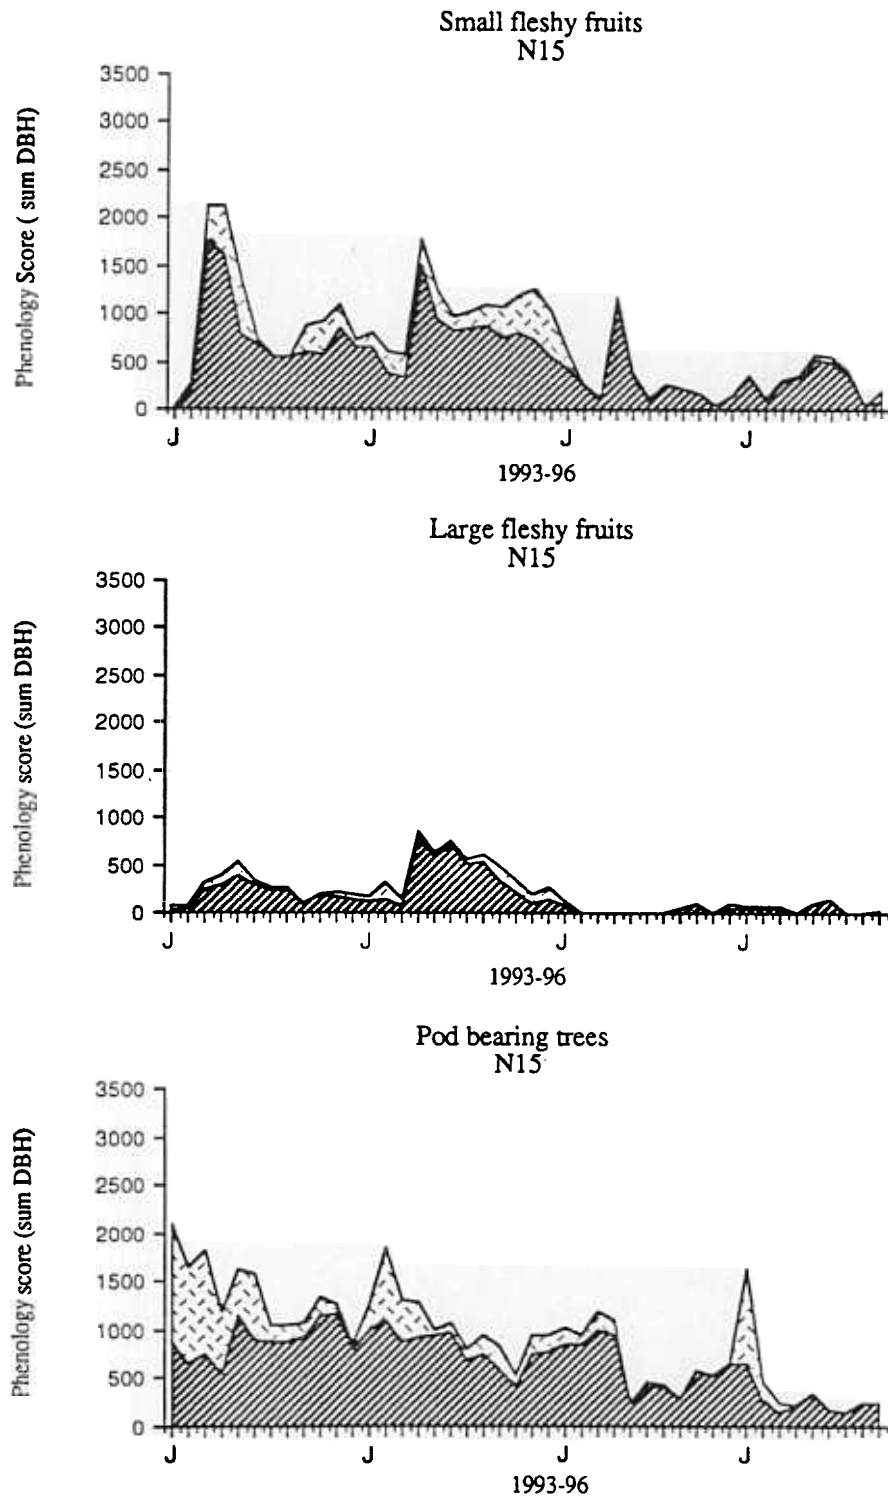 Small fleshy fruits
N15
Phenology Score ( sum DBH)
3500
3000
2500
2000
1500
1000
500
0
J J J J
1993-96
Large fleshy fruits
N15
Phenology score (sum DBH)
3500
3000
2500
2000
1500
1000
500
0
J J J J
1993-96
Pod bearing trees
N15
Phenology score (sum DBH)
3500
3000
2500
2000
1500
1000
500
0
J J J J
1993-96